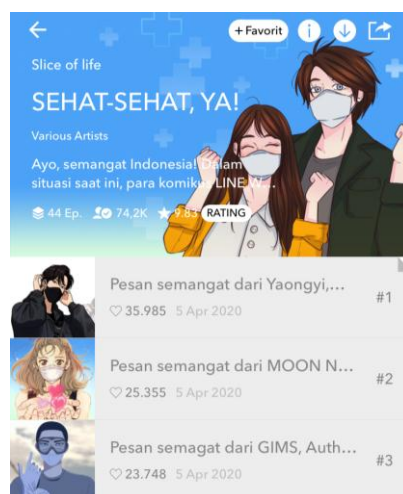 + Favorit
Slice of life
SEHAT-SEHAT, YA!
Various Artists
Ayo, semangat Indonesia! Dalam
situasi saat ini, para komikus LINE W...
44 Ep. 74,2K 9.83 RATING
Pesan semangat dari Yaongyi,...
35.985 5 Apr 2020
#1
Pesan semangat dari MOON N...
25.355 5 Apr 2020
#2
Pesan semagat dari GIMS, Auth...
23.748 5 Apr 2020
#3